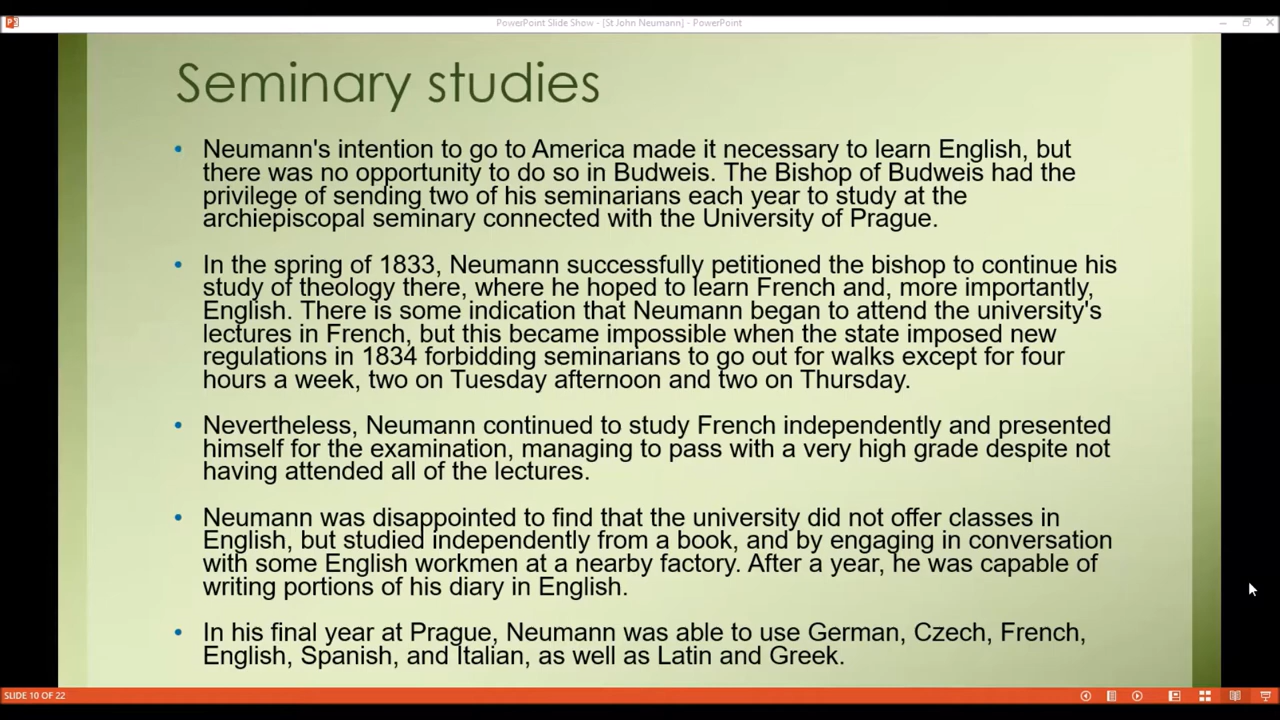 PowerPoint Slide Show - [St John Neumann] - PowerPoint
Seminary studies
• Neumann's intention to go to America made it necessary to learn English, but
there was no opportunity to do so in Budweis. The Bishop of Budweis had the
privilege of sending two of his seminarians each year to study at the
archiepiscopal seminary connected with the University of Prague.
• In the spring of 1833, Neumann successfully petitioned the bishop to continue his
study of theology there, where he hoped to learn French and, more importantly,
English. There is some indication that Neumann began to attend the university's
lectures in French, but this became impossible when the state imposed new
regulations in 1834 forbidding seminarians to go out for walks except for four
hours a week, two on Tuesday afternoon and two on Thursday.
• Nevertheless, Neumann continued to study French independently and presented
himself for the examination, managing to pass with a very high grade despite not
having attended all of the lectures.
• Neumann was disappointed to find that the university did not offer classes in
English, but studied independently from a book, and by engaging in conversation
with some English workmen at a nearby factory. After a year, he was capable of
writing portions of his diary in English.
• In his final year at Prague, Neumann was able to use German, Czech, French,
English, Spanish, and Italian, as well as Latin and Greek.
SLIDE 10 OF 22